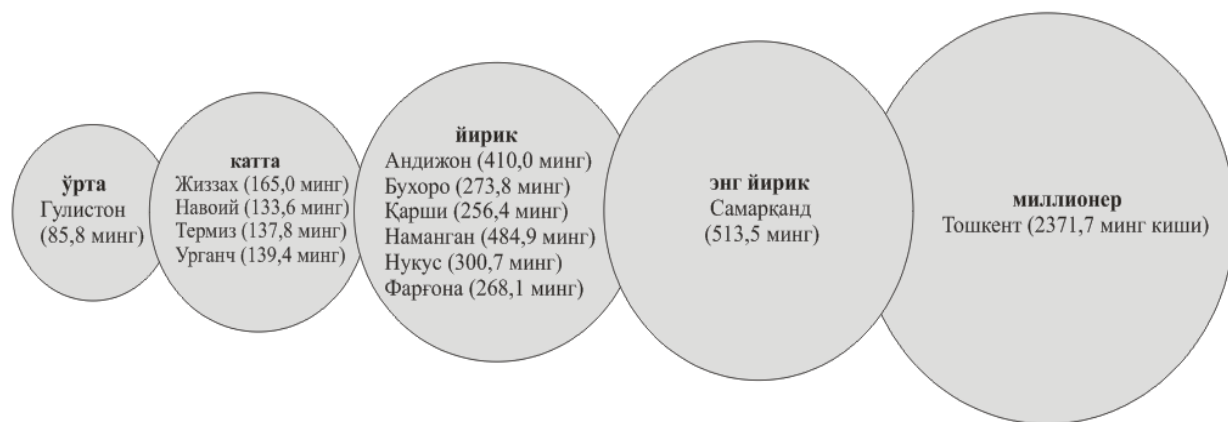 ўрта
Гулистон
(85,8 минг)
катта
Жиззах (165,0 минг)
Навоий (133,6 минг)
Термиз (137,8 минг)
Урганч (139,4 минг)
йирик
Андижон (410,0 минг)
Бухоро (273,8 минг)
Қарши (256,4 минг)
Наманган (484,9 минг)
Нукус (300,7 минг)
Фарғона (268,1 минг)
энг йирик
Самарқанд
(513,5 минг)
миллионер
Тошкент (2371,7 минг киши)